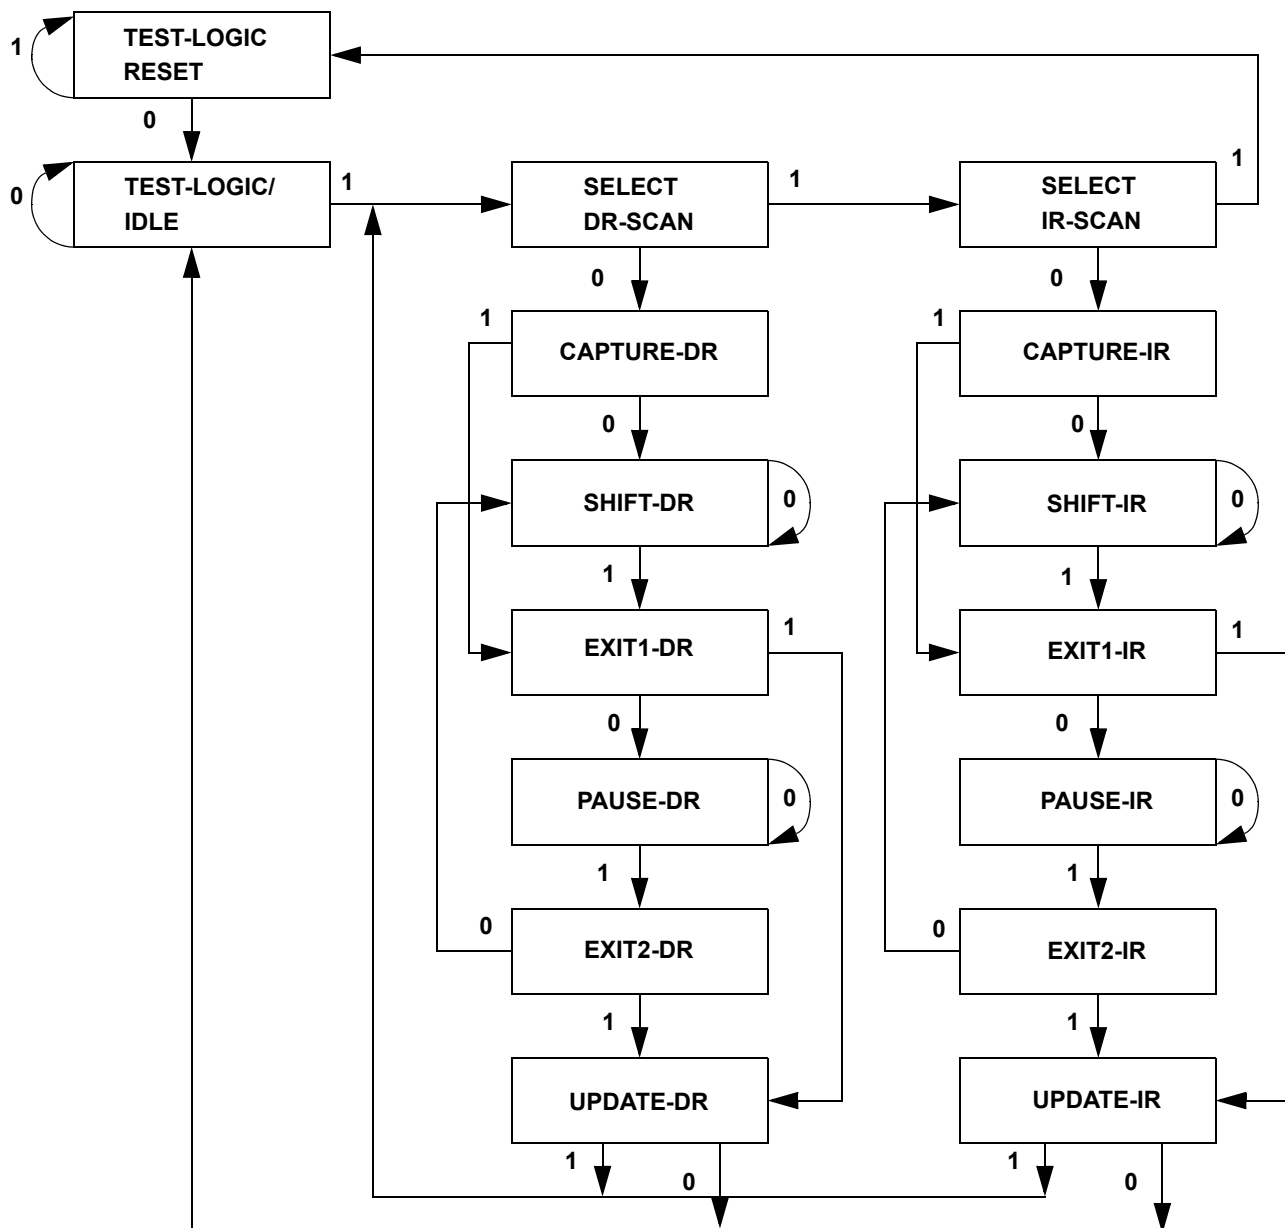 TEST-LOGIC
RESET
1
0
TEST-LOGIC/
IDLE
0
1
SELECT
DR-SCAN
1
SELECT
IR-SCAN
1
0
0
1
CAPTURE-DR
1
CAPTURE-IR
0
0
SHIFT-DR
0
SHIFT-IR
0
1
1
EXIT1-DR
1
EXIT1-IR
1
0
0
PAUSE-DR
0
PAUSE-IR
0
1
1
0
EXIT2-DR
0
EXIT2-IR
1
1
UPDATE-DR
UPDATE-IR
1
0
1
0